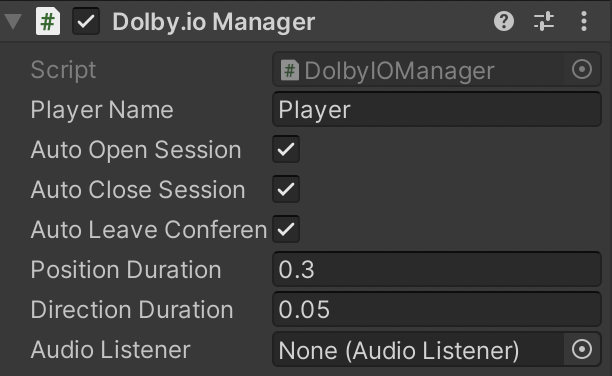 # Dolby.io Manager
Script # DolbyIOManager
Player Name Player
Auto Open Session
Auto Close Session
Auto Leave Conferen
Position Duration 0.3
Direction Duration 0.05
Audio Listener None (Audio Listener)